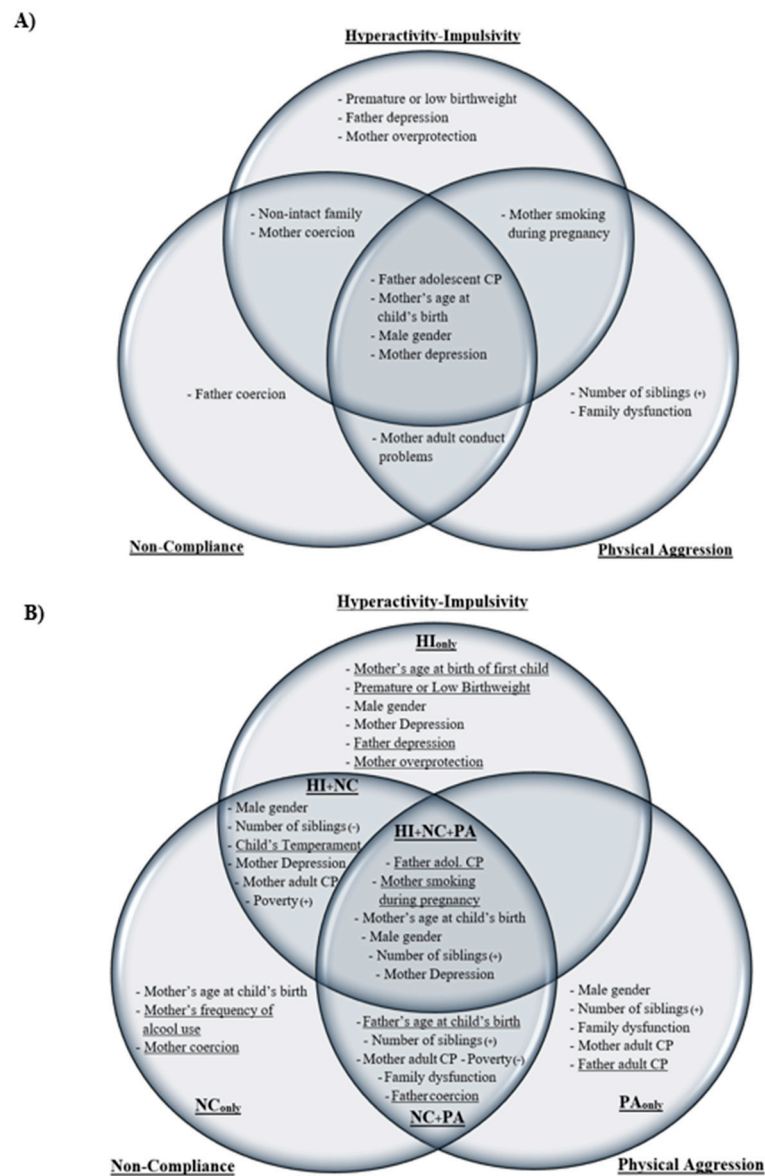 A)
Hyperactivity-Impulsivity
- Premature or low birthweight
- Father depression
- Mother overprotection
- Non-intact family
- Mother coercion
- Mother smoking
during pregnancy
- Father adolescent CP
- Mother's age at
child's birth
- Male gender
- Mother depression
- Father coercion
- Number of siblings (+)
- Family dysfunction
- Mother adult conduct
problems
Non-Compliance
Physical Aggression
B)
Hyperactivity-Impulsivity
HIonly
- Mother's age at birth of first child
- Premature or Low Birthweight
- Male gender
- Mother Depression
- Father depression
- Mother overprotection
HI+NC
- Male gender
- Number of siblings (-)
- Child's Temperament
- Mother Depression
- Mother adult CP
- Poverty (+)
HI+NC+PA
- Father adol. CP
- Mother smoking
during pregnancy
- Mother's age at child's birth
- Male gender
- Number of siblings (+)
- Mother Depression
- Mother's age at child's birth
- Mother's frequency of
alcool use
- Mother coercion
NConly
- Father's age at child's birth
- Number of siblings (+)
- Mother adult CP - Poverty (-)
- Family dysfunction
- Father coercion
NC+PA
- Male gender
- Number of siblings (+)
- Family dysfunction
- Mother adult CP
- Father adult CP
PAonly
Non-Compliance
Physical Aggression